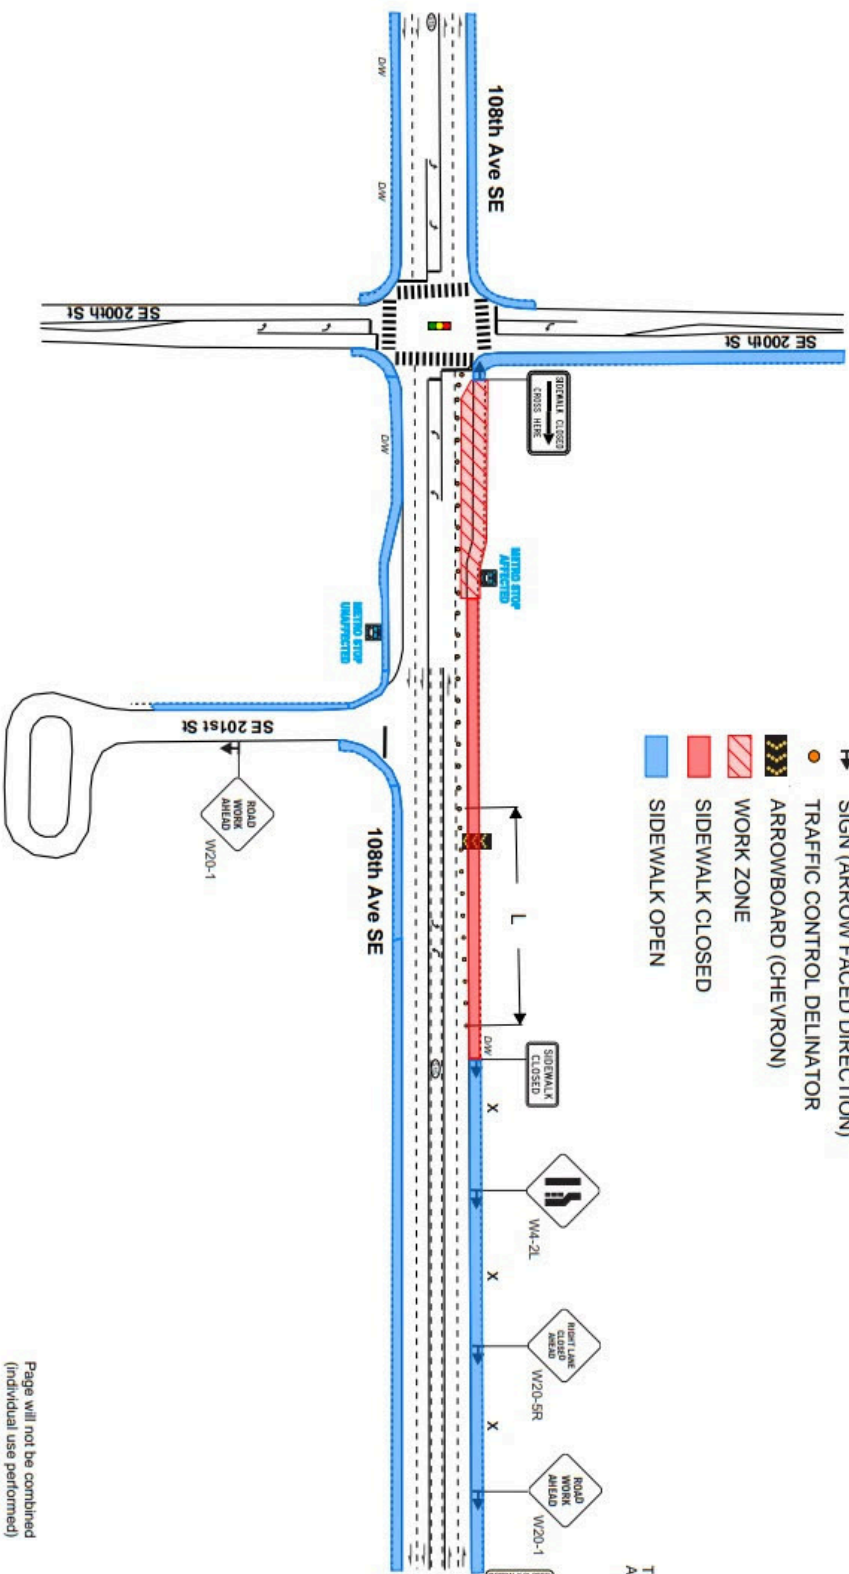 SIGN (ARROW FACED DIRECTION)
TRAFFIC CONTROL DELINATOR
ARROWBOARD (CHEVRON)
WORK ZONE
SIDEWALK CLOSED
SIDEWALK OPEN
108th Ave SE
D/W
D/W
SE 200th St
SE 200th St
SIDEWALK CLOSED
CROSS HERE
D/W
METRO STOP
AFFECTED
METRO STOP
UNAFFECTED
SE 201st St
ROAD
WORK
AHEAD
W20-1
108th Ave SE
L
D/W
SIDEWALK
CLOSED
X
W4-2L
X
RIGHT LANE
CLOSED
AHEAD
W20-5R
X
ROAD
WORK
AHEAD
W20-1
Page will not be combined
(individual use performed)